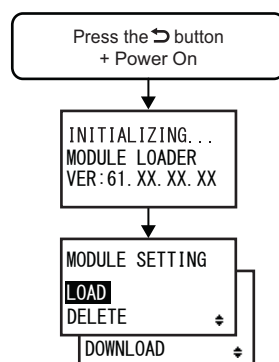 Press the ⮌ button
+ Power On
INITIALIZING...
MODULE LOADER
VER:61.XX.XX.XX
MODULE SETTING
LOAD
DELETE
DOWNLOAD